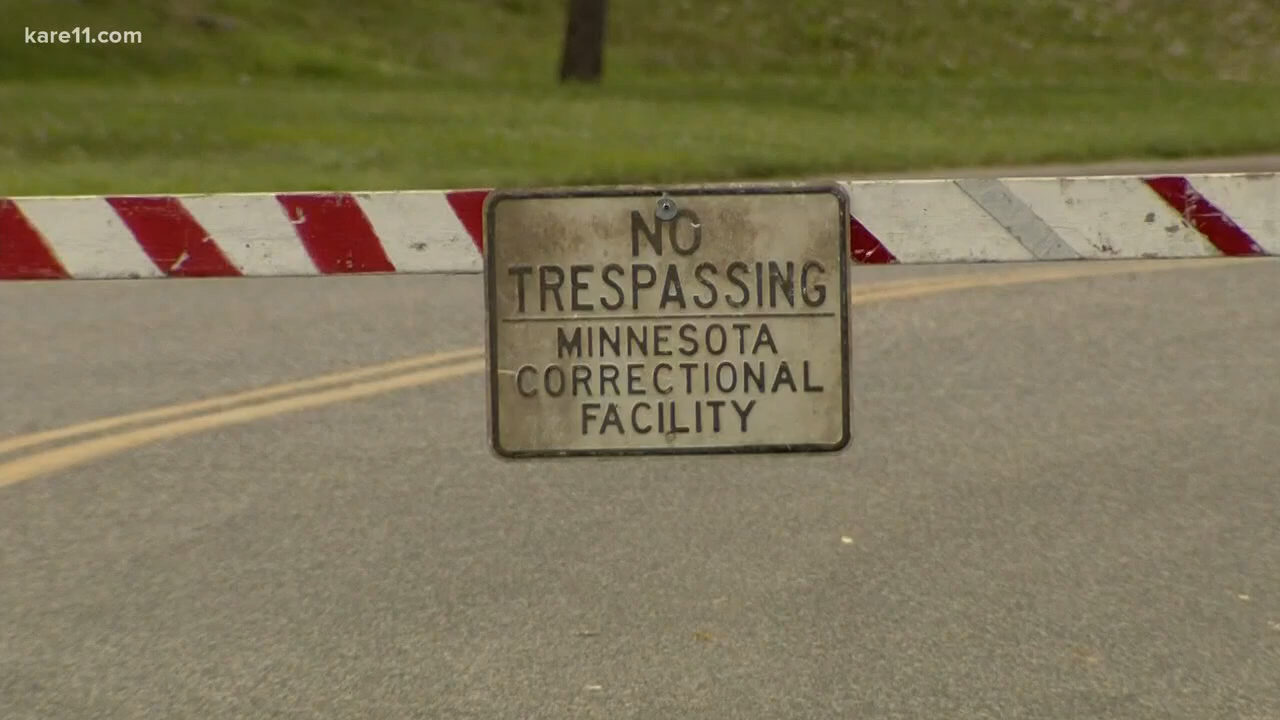 kare11.com
NO
TRESPASSING
MINNESOTA
CORRECTIONAL
FACILITY